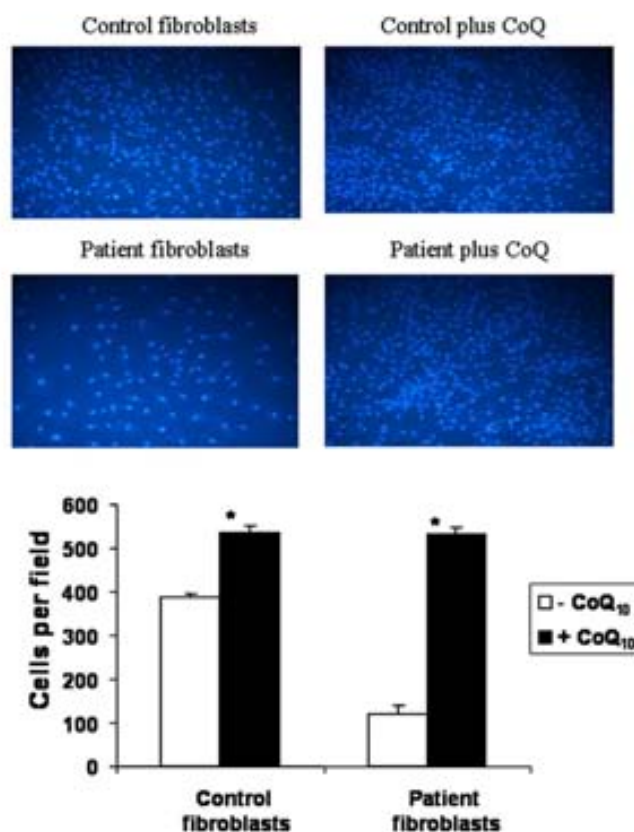 Control fibroblasts
Control plus CoQ
Patient fibroblasts
Patient plus CoQ
600
500
400
300
200
100
0
Cells per field
*
*
- CoQ₁₀
+ CoQ₁₀
Control
fibroblasts
Patient
fibroblasts